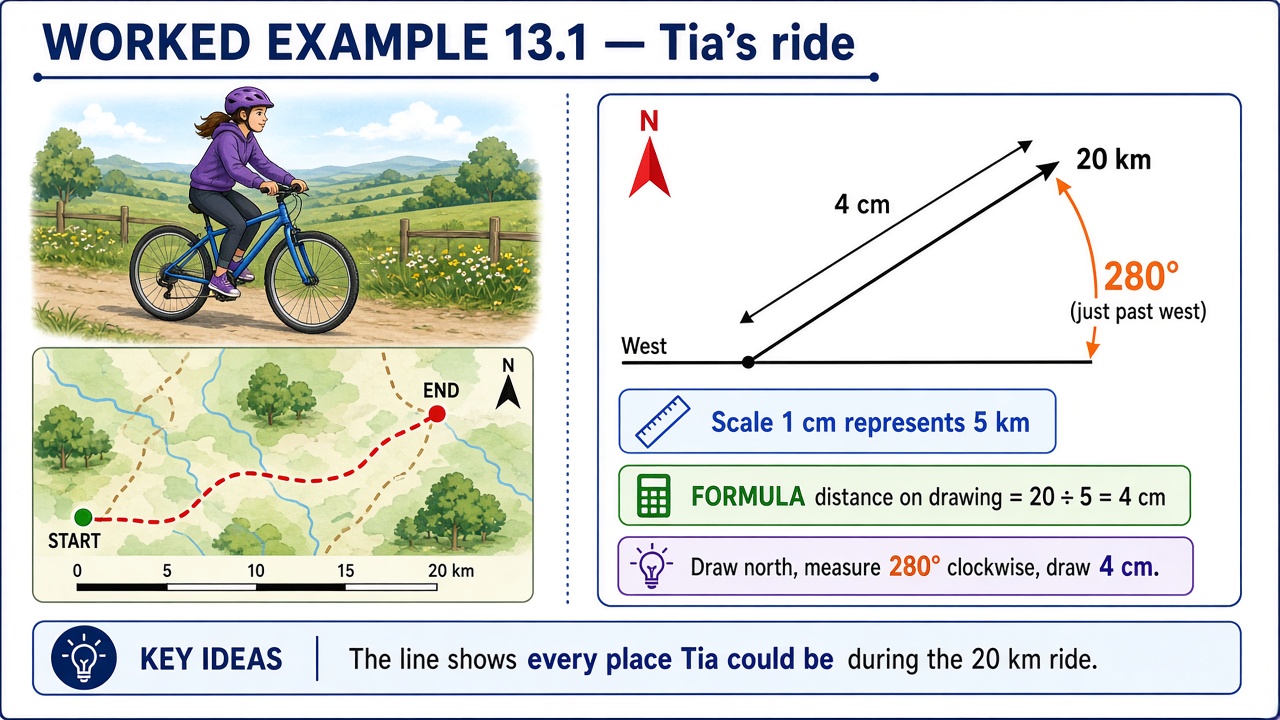 WORKED EXAMPLE 13.1 — Tia's ride
N
END
START
0 5 10 15 20 km
N
20 km
4 cm
280°
(just past west)
West
Scale 1 cm represents 5 km
FORMULA distance on drawing = 20 ÷ 5 = 4 cm
Draw north, measure 280° clockwise, draw 4 cm.
KEY IDEAS
The line shows every place Tia could be during the 20 km ride.